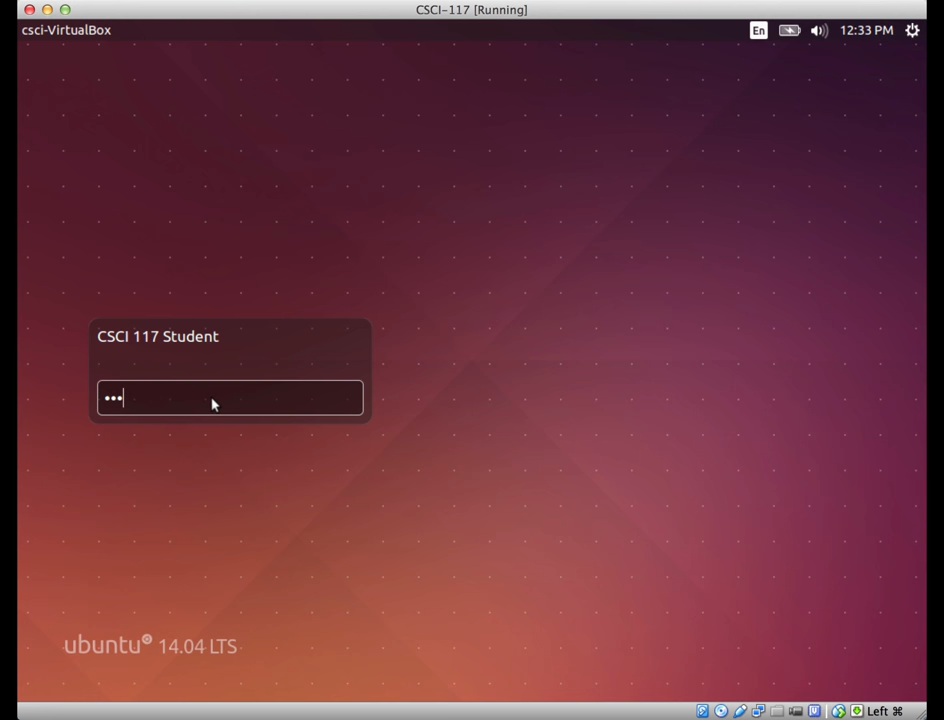 CSCI-117 [Running]
csci-VirtualBox
En
12:33 PM
CSCI 117 Student
•••
ubuntu 14.04 LTS
Left ⌘